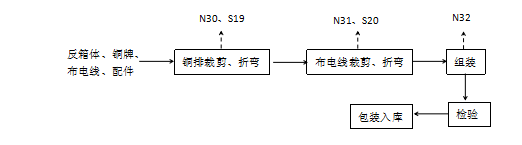 N30、S19
N31、S20
N32
反箱体、铜牌、
布电线、配件
铜排裁剪、折弯
布电线裁剪、折弯
组装
包装入库
检验